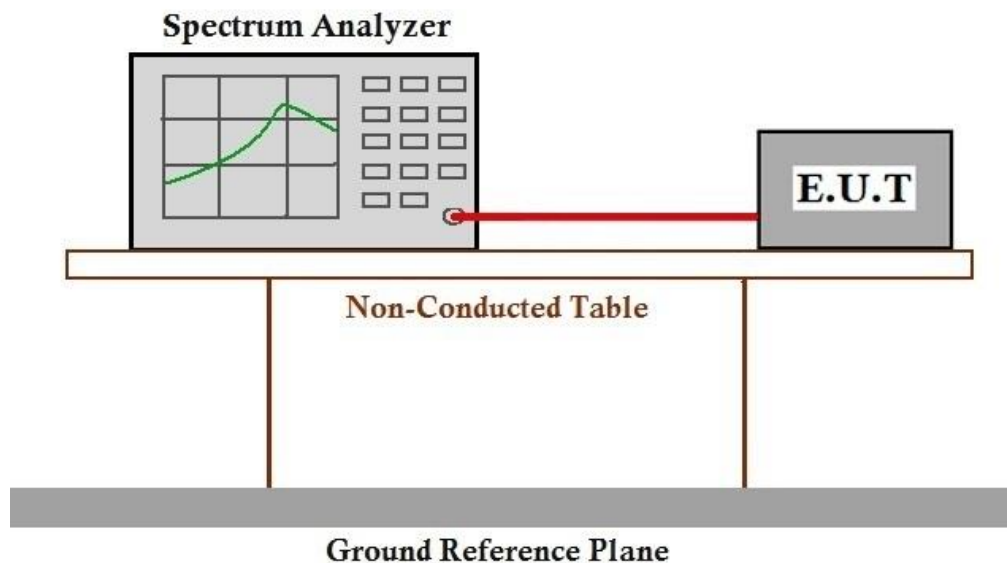 Spectrum Analyzer
E.U.T
Non-Conducted Table
Ground Reference Plane